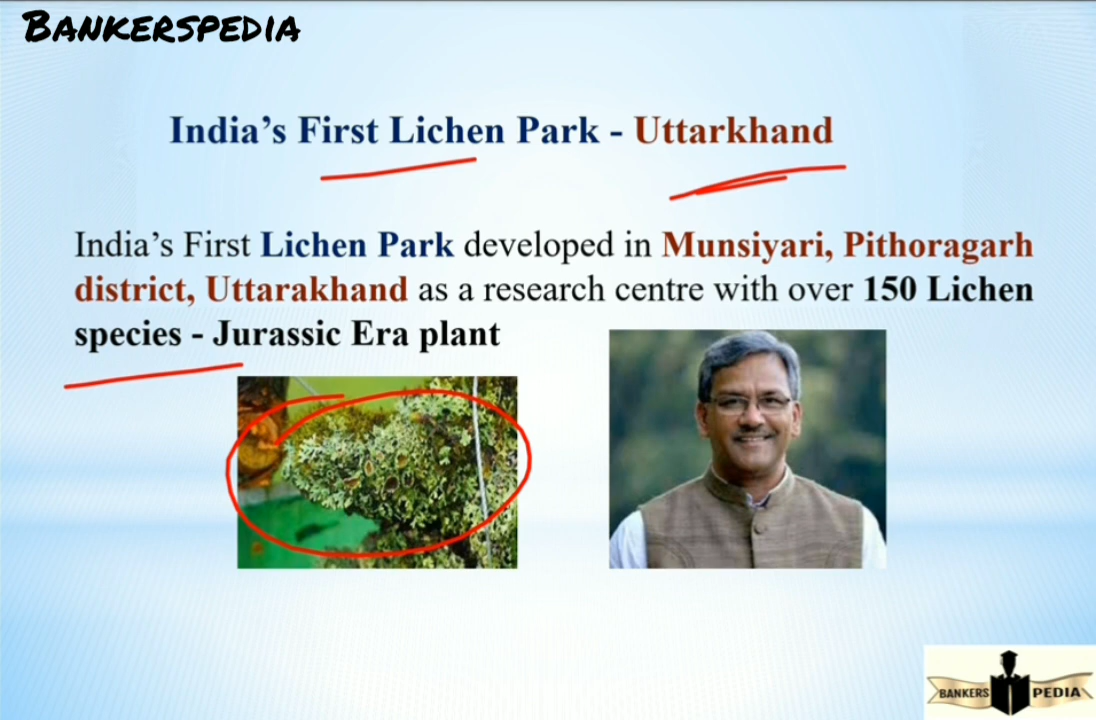 BANKERSPEDIA
India's First Lichen Park - Uttarkhand
India's First Lichen Park developed in Munsiyari, Pithoragarh
district, Uttarakhand as a research centre with over 150 Lichen
species - Jurassic Era plant
BANKERS PEDIA